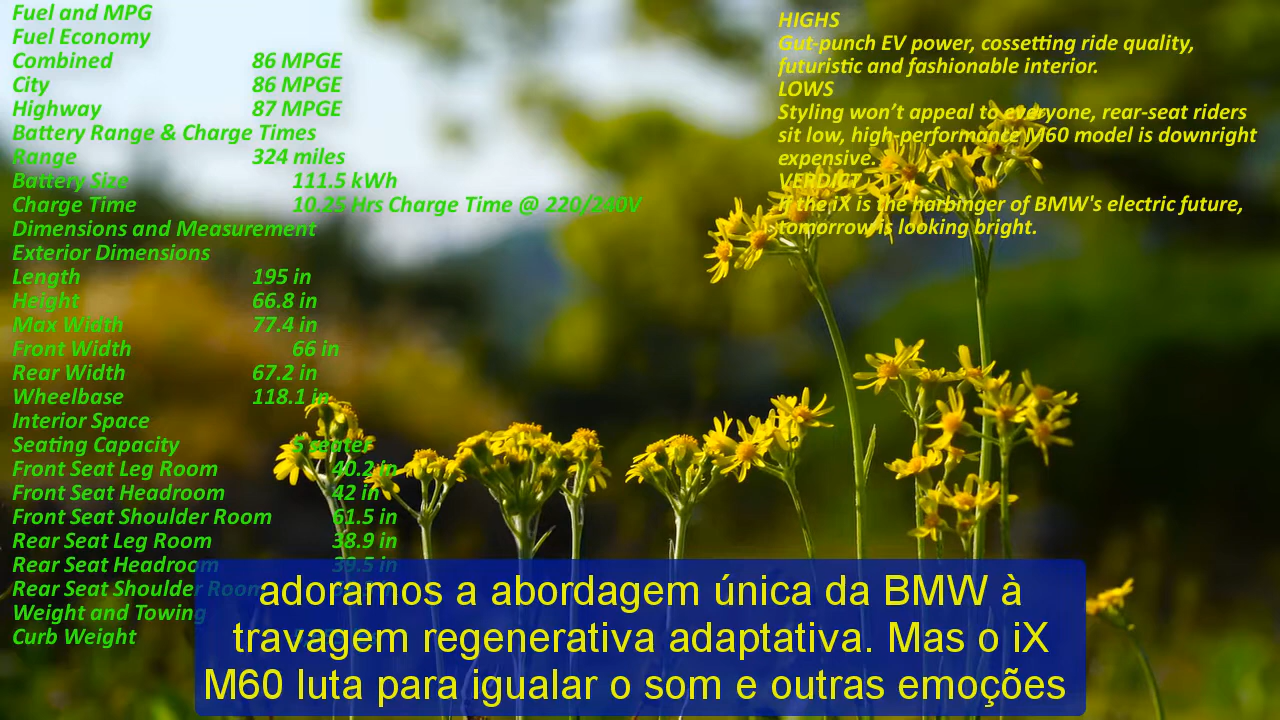 Fuel and MPG
Fuel Economy
Combined 86 MPGE
City 86 MPGE
Highway 87 MPGE
Battery Range & Charge Times
Range 324 miles
Battery Size 111.5 kWh
Charge Time 10.25 Hrs Charge Time @ 220/240V
Dimensions and Measurement
Exterior Dimensions
Length 195 in
Height 66.8 in
Max Width 77.4 in
Front Width 66 in
Rear Width 67.2 in
Wheelbase 118.1 in
Interior Space
Seating Capacity 5 seater
Front Seat Leg Room 40.2 in
Front Seat Headroom 42 in
Front Seat Shoulder Room 61.5 in
Rear Seat Leg Room 38.9 in
Rear Seat Headroom 39.5 in
Rear Seat Shoulder Room
Weight and Towing
Curb Weight
HIGHS
Gut-punch EV power, cossetting ride quality,
futuristic and fashionable interior.
LOWS
Styling won’t appeal to everyone, rear-seat riders
sit low, high-performance M60 model is downright
expensive.
VERDICT
If the iX is the harbinger of BMW's electric future,
tomorrow is looking bright.
adoramos a abordagem única da BMW à
travagem regenerativa adaptativa. Mas o iX
M60 luta para igualar o som e outras emoções